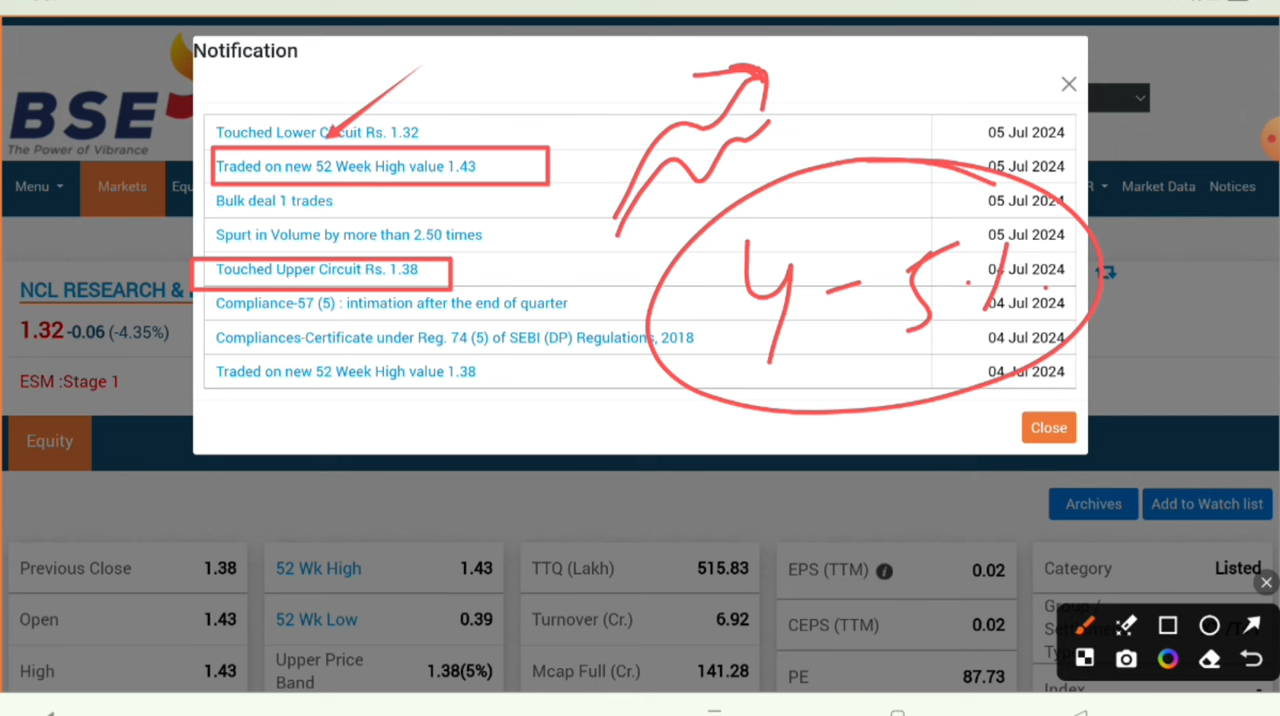 Notification
BSE
The Power of Vibrance
Touched Lower Circuit Rs. 1.32 05 Jul 2024
Traded on new 52 Week High value 1.43 05 Jul 2024
Bulk deal 1 trades 05 Jul 2024
Spurt in Volume by more than 2.50 times 05 Jul 2024
Touched Upper Circuit Rs. 1.38 04 Jul 2024
Compliance-57 (5) : intimation after the end of quarter 04 Jul 2024
Compliances-Certificate under Reg. 74 (5) of SEBI (DP) Regulations, 2018 04 Jul 2024
Traded on new 52 Week High value 1.38 04 Jul 2024
4 - 5 %
Close
Menu Markets Equ Market Data Notices
NCL RESEARCH &
1.32 -0.06 (-4.35%)
ESM :Stage 1
Equity
Archives Add to Watch list
Previous Close 1.38
Open 1.43
High 1.43
52 Wk High 1.43
52 Wk Low 0.39
Upper Price Band 1.38(5%)
TTQ (Lakh) 515.83
Turnover (Cr.) 6.92
Mcap Full (Cr.) 141.28
EPS (TTM) 0.02
CEPS (TTM) 0.02
PE 87.73
Category Listed
Group /
Index -